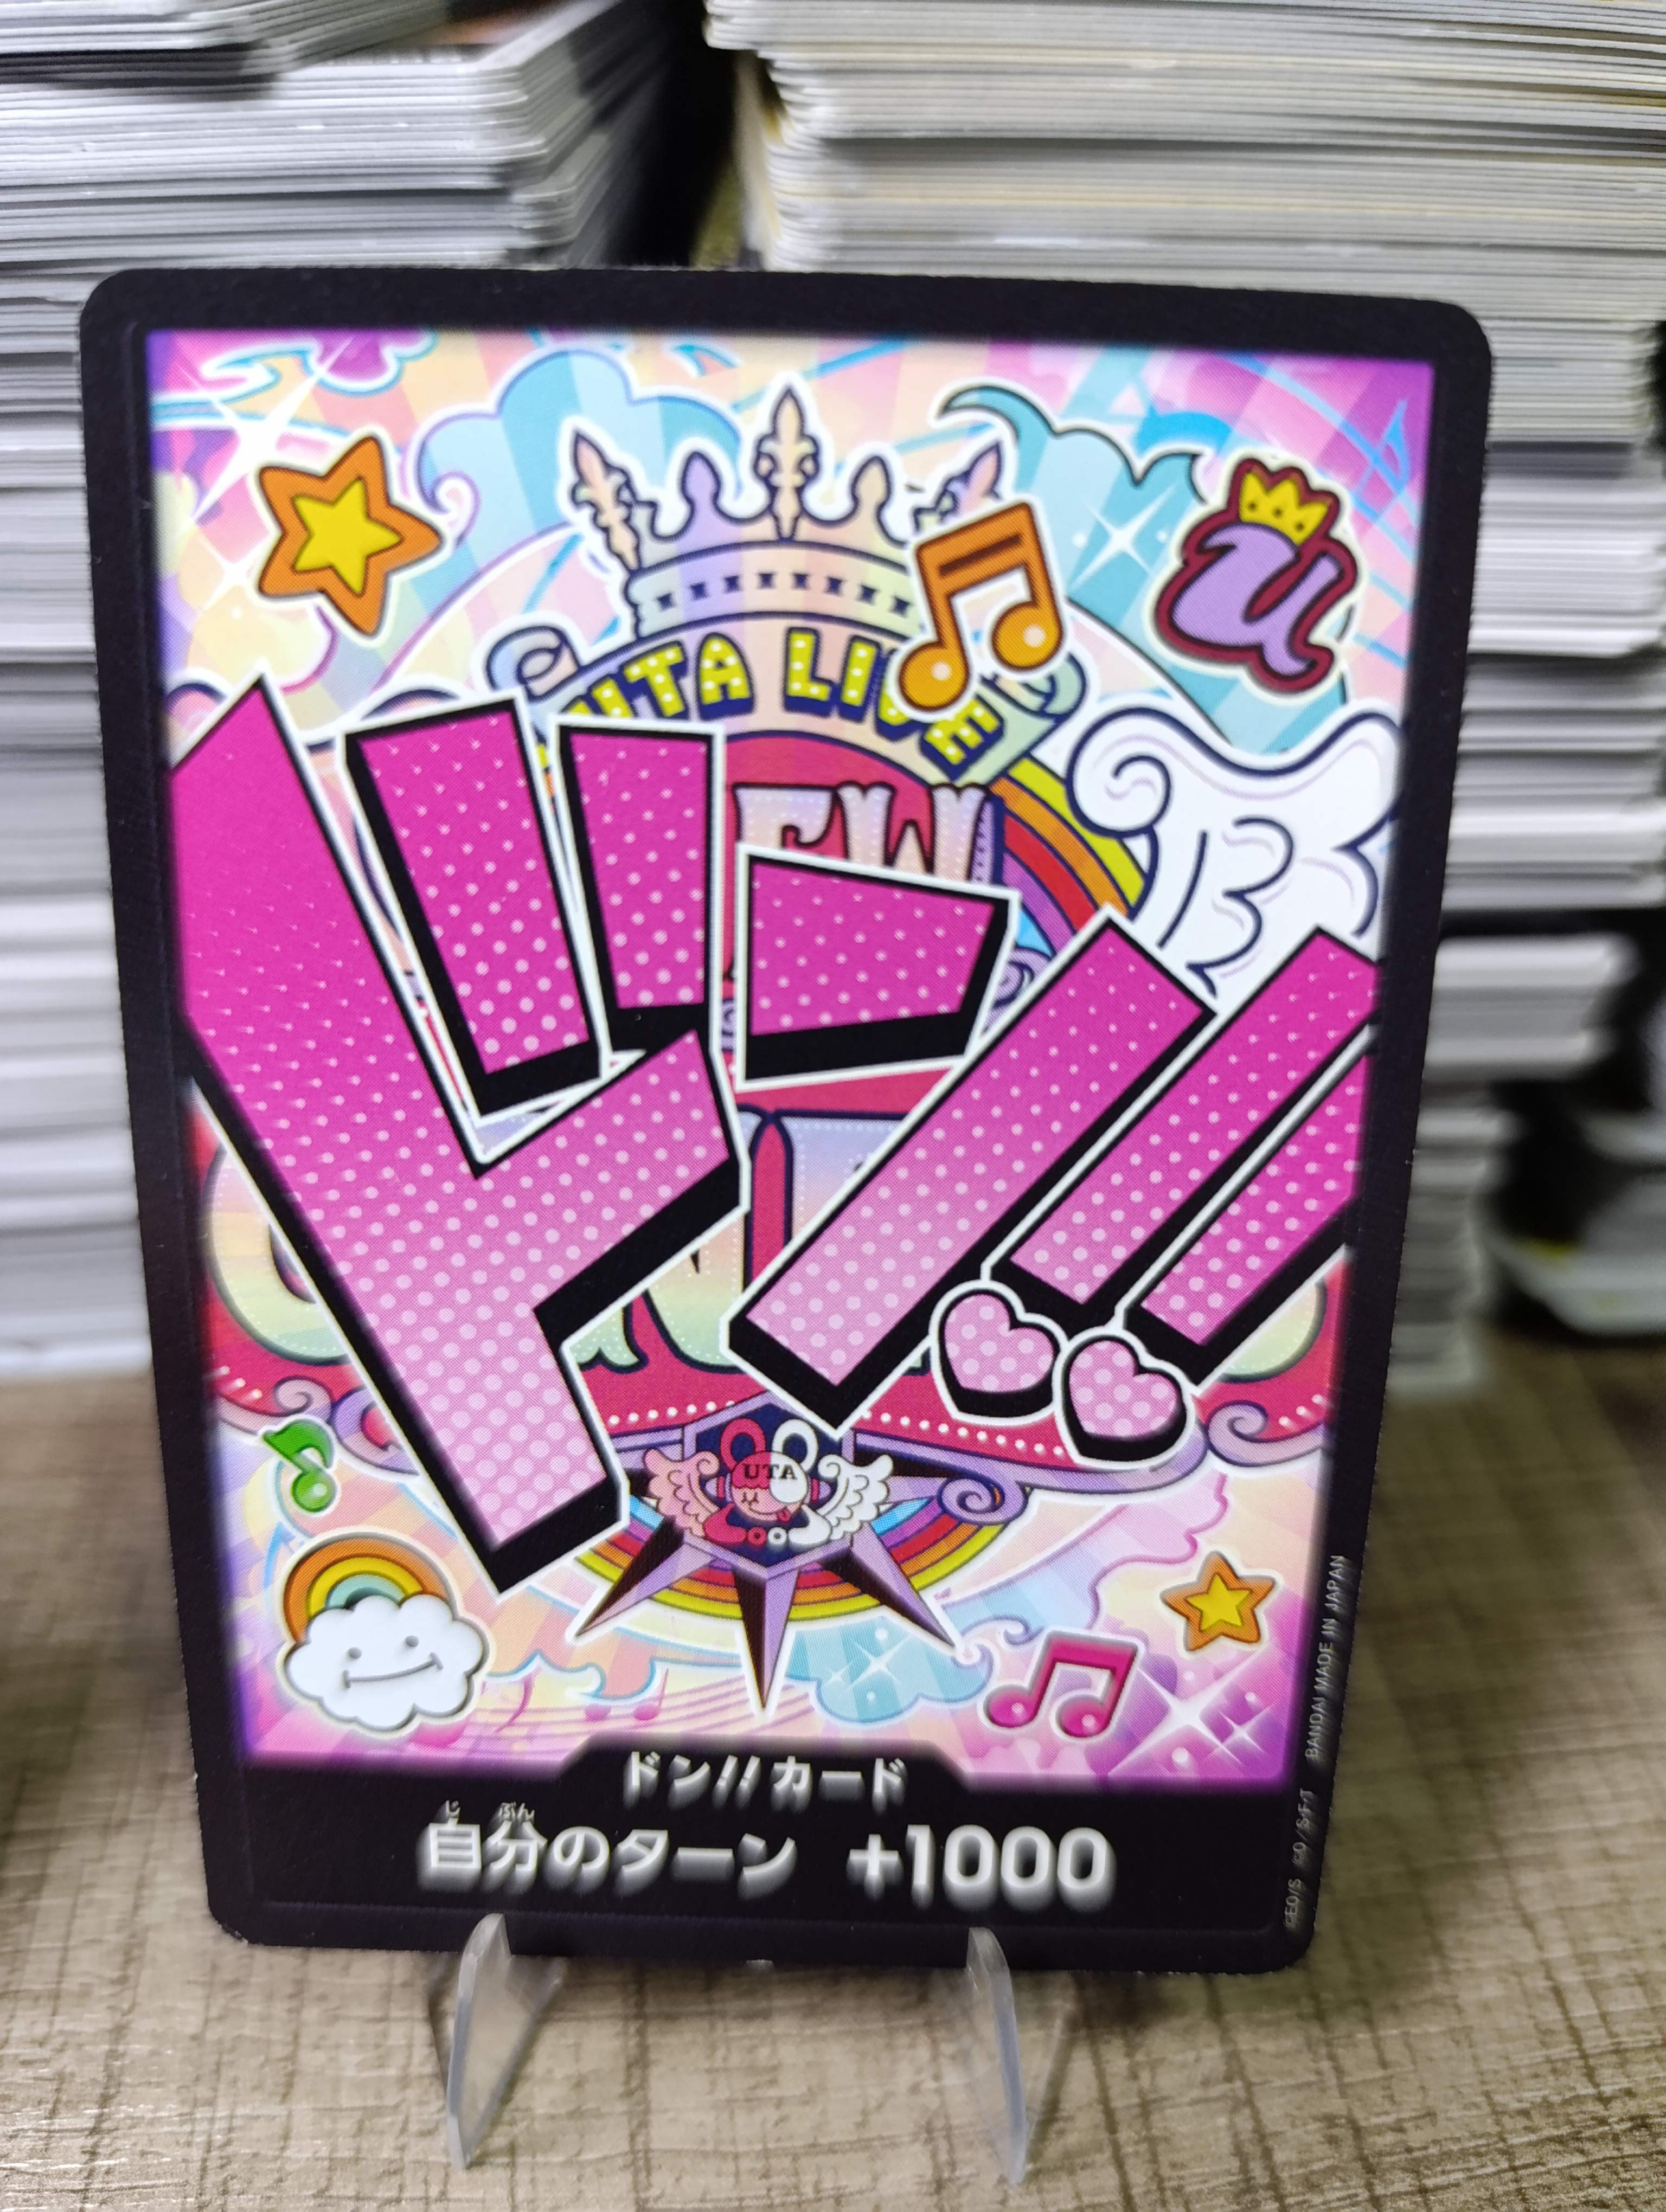 U
UTA LIVE
EW
ドン!!
UTA
ドン!!カード
じぶん
自分のターン +1000
BANDAI MADE IN JAPAN